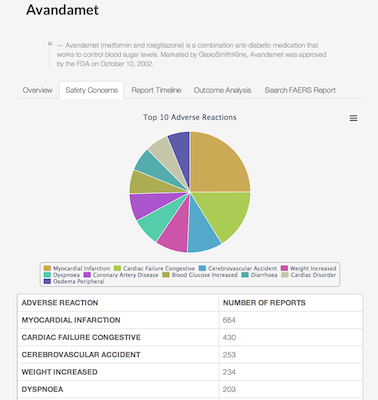 Avandamet
“ — Avandamet (metformin and rosiglitazone) is a combination anti-diabetic medication that
works to control blood sugar levels. Marketed by GlaxoSmithKline, Avandamet was approved
by the FDA on October 10, 2002.
Overview Safety Concerns Report Timeline Outcome Analysis Search FAERS Report
Top 10 Adverse Reactions
Myocardial Infarction Cardiac Failure Congestive Cerebrovascular Accident Weight Increased
Dyspnoea Coronary Artery Disease Blood Glucose Increased Diarrhoea Cardiac Disorder
Oedema Peripheral
ADVERSE REACTION NUMBER OF REPORTS
MYOCARDIAL INFARCTION 664
CARDIAC FAILURE CONGESTIVE 430
CEREBROVASCULAR ACCIDENT 253
WEIGHT INCREASED 234
DYSPNOEA 203